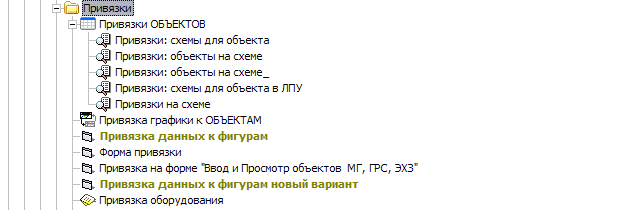 Привязки
Привязки ОБЪЕКТОВ
Привязки: схемы для объекта
Привязки: объекты на схеме
Привязки: объекты на схеме_
Привязки: схемы для объекта в ЛПУ
Привязки на схеме
Привязка графики к ОБЪЕКТАМ
Привязка данных к фигурам
Форма привязки
Привязка на форме "Ввод и Просмотр объектов МГ, ГРС, ЭХЗ"
Привязка данных к фигурам новый вариант
Привязка оборудования